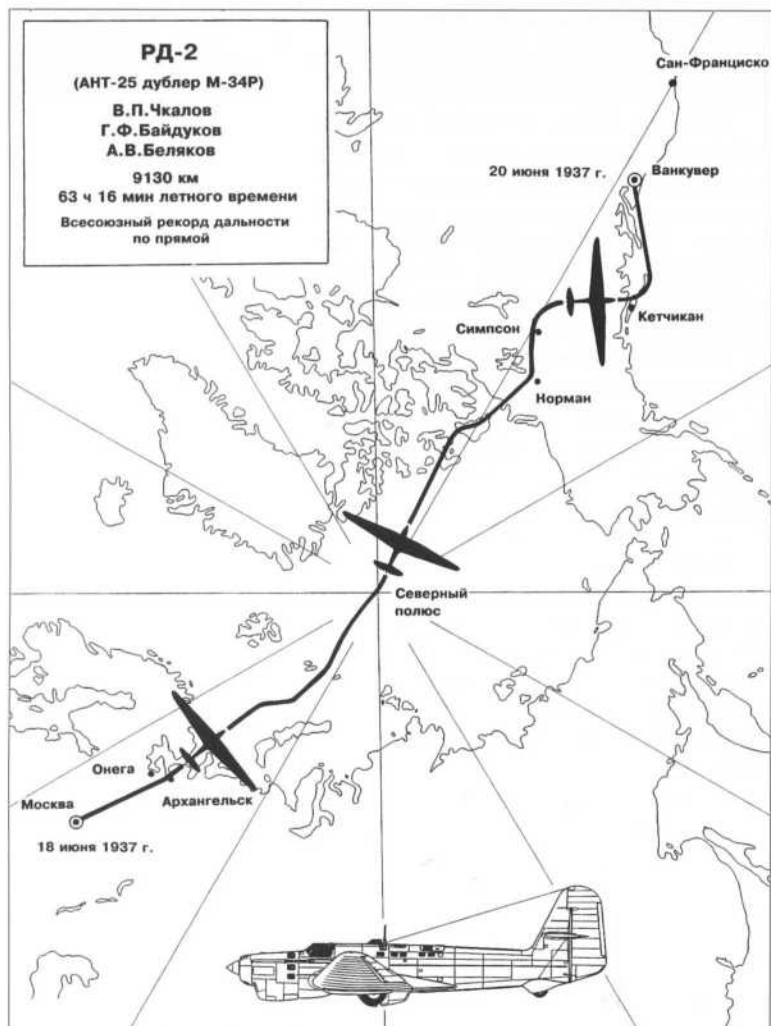 РД-2
(АНТ-25 дублер М-34Р)
В.П.Чкалов
Г.Ф.Байдуков
А.В.Беляков
9130 км
63 ч 16 мин летного времени
Всесоюзный рекорд дальности
по прямой
Сан-Франциско
20 июня 1937 г.
Ванкувер
Симпсон
Кетчикан
Норман
Северный
полюс
Онега
Москва
Архангельск
18 июня 1937 г.